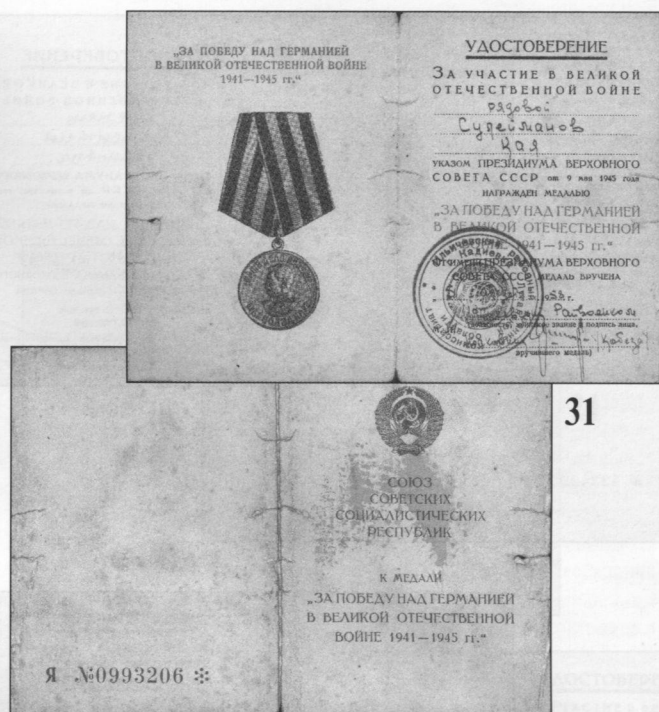 „ЗА ПОБЕДУ НАД ГЕРМАНИЕЙ
В ВЕЛИКОЙ ОТЕЧЕСТВЕННОЙ ВОЙНЕ
1941—1945 гг.“
УДОСТОВЕРЕНИЕ
ЗА УЧАСТИЕ В ВЕЛИКОЙ
ОТЕЧЕСТВЕННОЙ ВОЙНЕ
рядовой
Сулейманов
УКАЗОМ ПРЕЗИДИУМА ВЕРХОВНОГО
СОВЕТА СССР от 9 мая 1945 года
НАГРАЖДЕН МЕДАЛЬЮ
„ЗА ПОБЕДУ НАД ГЕРМАНИЕЙ
В ВЕЛИКОЙ ОТЕЧЕСТВЕННОЙ
1941—1945 гг.“
ПРЕЗИДИУМА ВЕРХОВНОГО
СОВЕТА СССР МЕДАЛЬ ВРУЧЕНА
звание и подпись лица,
вручившего медаль)
31
СОЮЗ
СОВЕТСКИХ
СОЦИАЛИСТИЧЕСКИХ
РЕСПУБЛИК
К МЕДАЛИ
„ЗА ПОБЕДУ НАД ГЕРМАНИЕЙ
В ВЕЛИКОЙ ОТЕЧЕСТВЕННОЙ
ВОЙНЕ 1941—1945 гг.“
Я №0993206 ❊